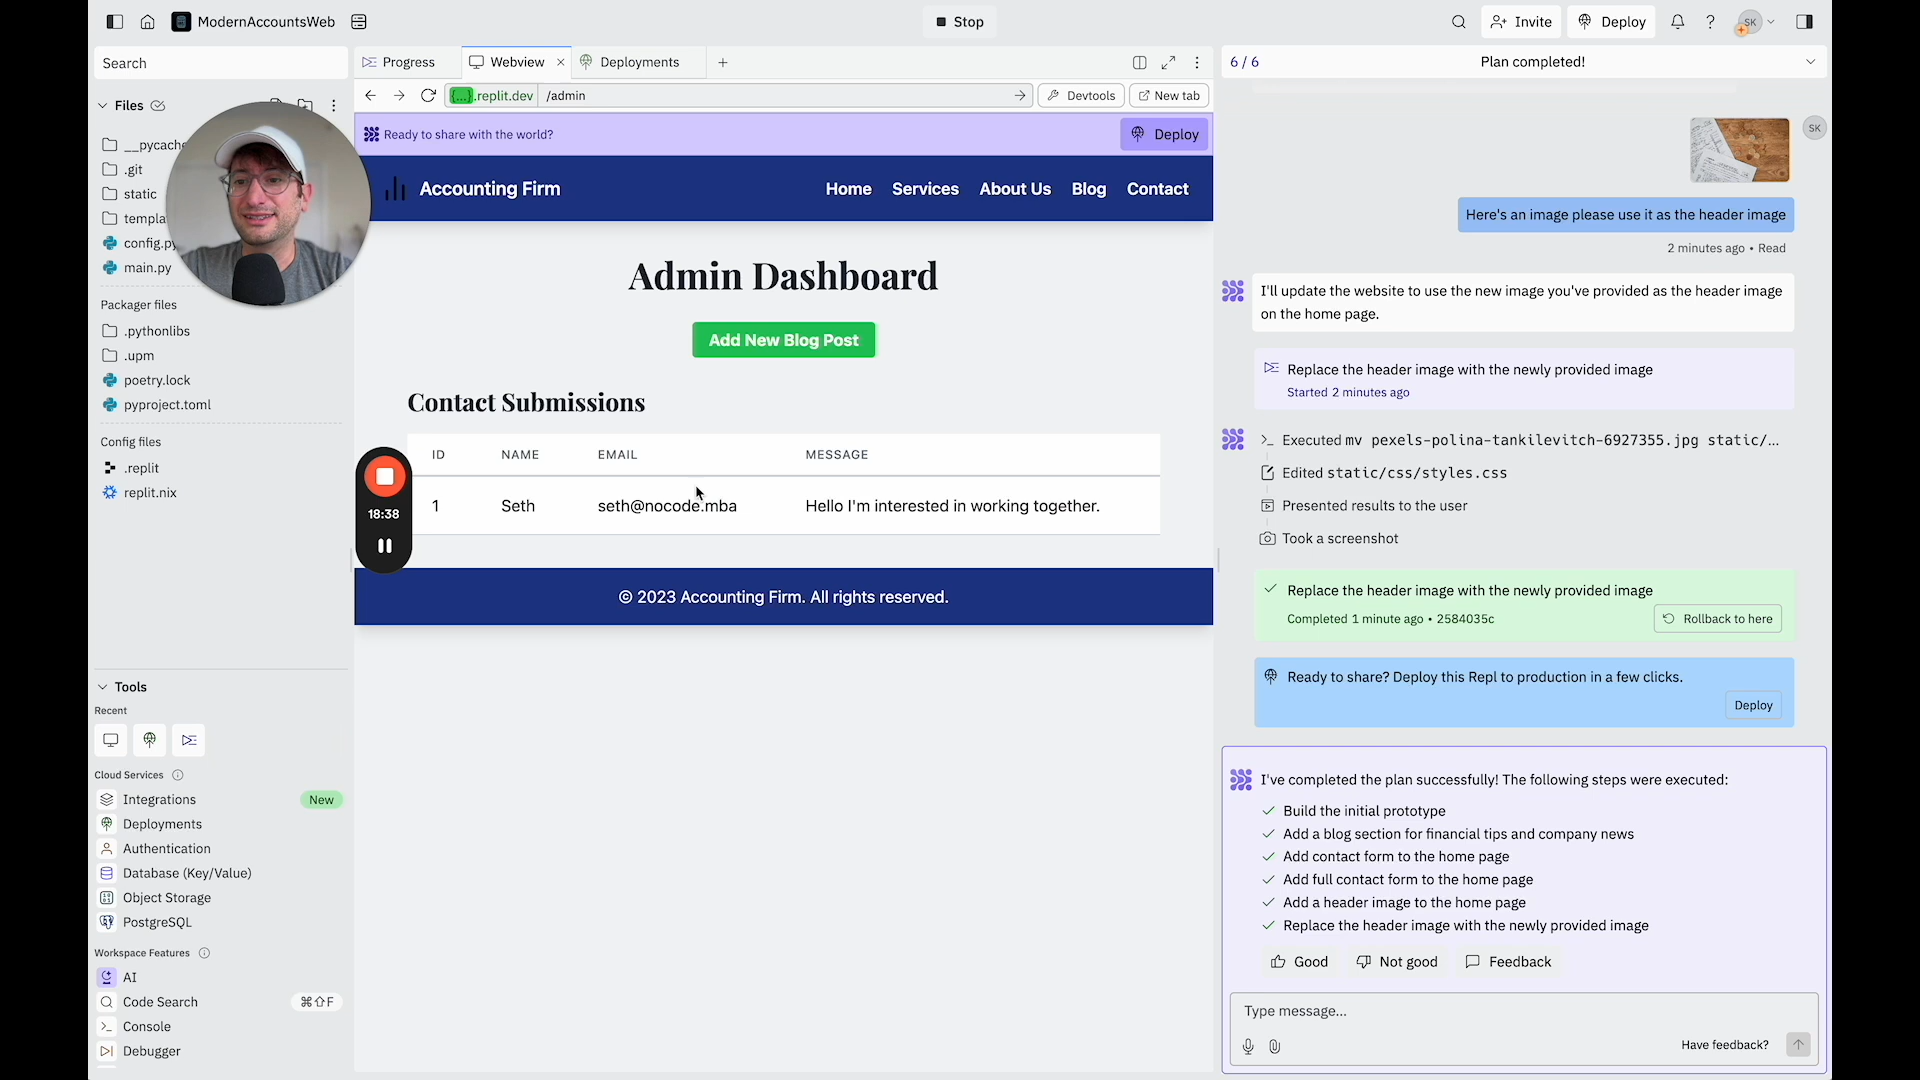 ModernAccountsWeb
Stop
Invite
Deploy
SK
Search
Files
__pycache
.git
static
templa
config.py
main.py
Packager files
.pythonlibs
.upm
poetry.lock
pyproject.toml
Config files
.replit
replit.nix
Tools
Recent
Cloud Services
Integrations
New
Deployments
Authentication
Database (Key/Value)
Object Storage
PostgreSQL
Workspace Features
AI
Code Search
⌘⇧F
Console
Debugger
Progress
Webview
Deployments
{...}.replit.dev
/admin
Devtools
New tab
Ready to share with the world?
Deploy
Accounting Firm
Home
Services
About Us
Blog
Contact
Admin Dashboard
Add New Blog Post
Contact Submissions
ID NAME EMAIL MESSAGE
1 Seth seth@nocode.mba Hello I'm interested in working together.
18:38
© 2023 Accounting Firm. All rights reserved.
6 / 6
Plan completed!
SK
Here's an image please use it as the header image
2 minutes ago • Read
I'll update the website to use the new image you've provided as the header image
on the home page.
Replace the header image with the newly provided image
Started 2 minutes ago
Executed mv pexels-polina-tankilevitch-6927355.jpg static/...
Edited static/css/styles.css
Presented results to the user
Took a screenshot
Replace the header image with the newly provided image
Completed 1 minute ago • 2584035c
Rollback to here
Ready to share? Deploy this Repl to production in a few clicks.
Deploy
I've completed the plan successfully! The following steps were executed:
Build the initial prototype
Add a blog section for financial tips and company news
Add contact form to the home page
Add full contact form to the home page
Add a header image to the home page
Replace the header image with the newly provided image
Good
Not good
Feedback
Type message...
Have feedback?